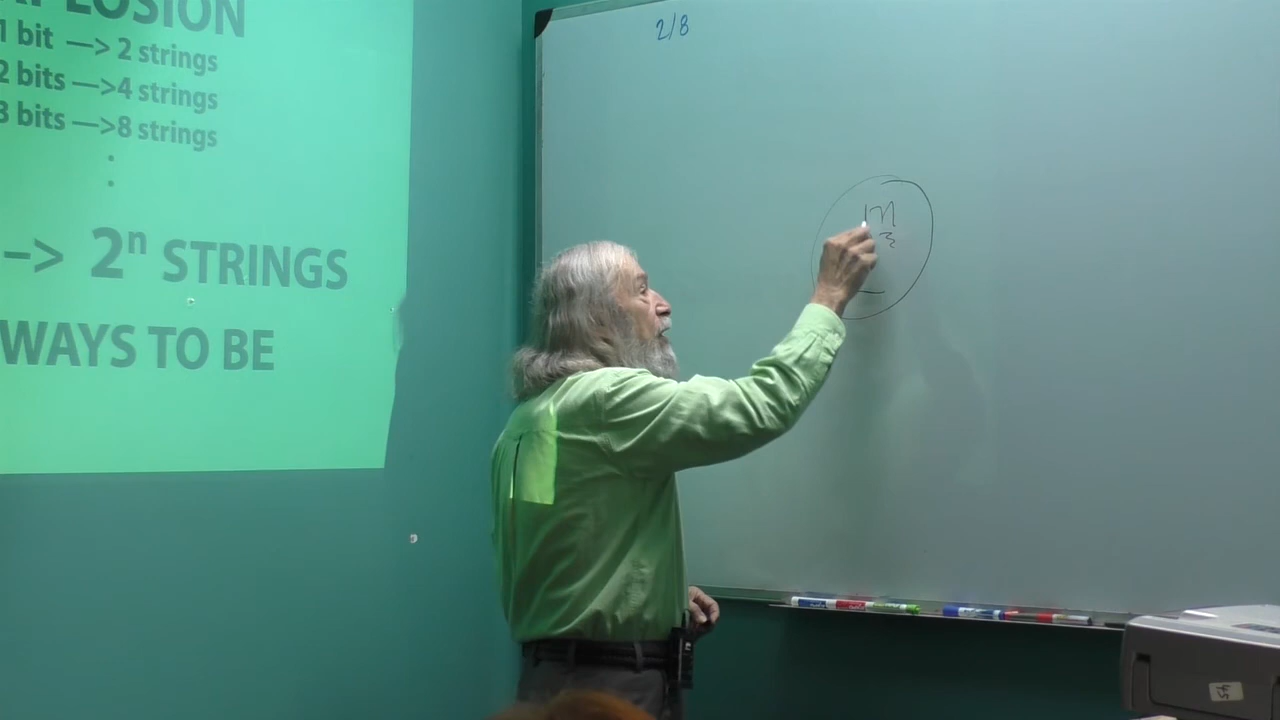 PLOSION
1 bit —> 2 strings
2 bits —>4 strings
3 bits —>8 strings
–> 2ⁿ STRINGS
WAYS TO BE
2/8